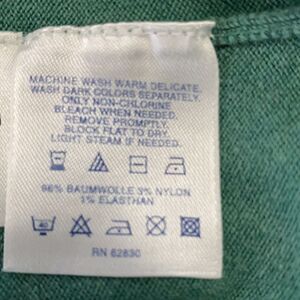 MACHINE WASH WARM DELICATE.
WASH DARK COLORS SEPARATELY.
ONLY NON-CHLORINE
BLEACH WHEN NEEDED.
REMOVE PROMPTLY.
BLOCK FLAT TO DRY.
LIGHT STEAM IF NEEDED.
96% BAUMWOLLE 3% NYLON
1% ELASTHAN
40
RN 62830